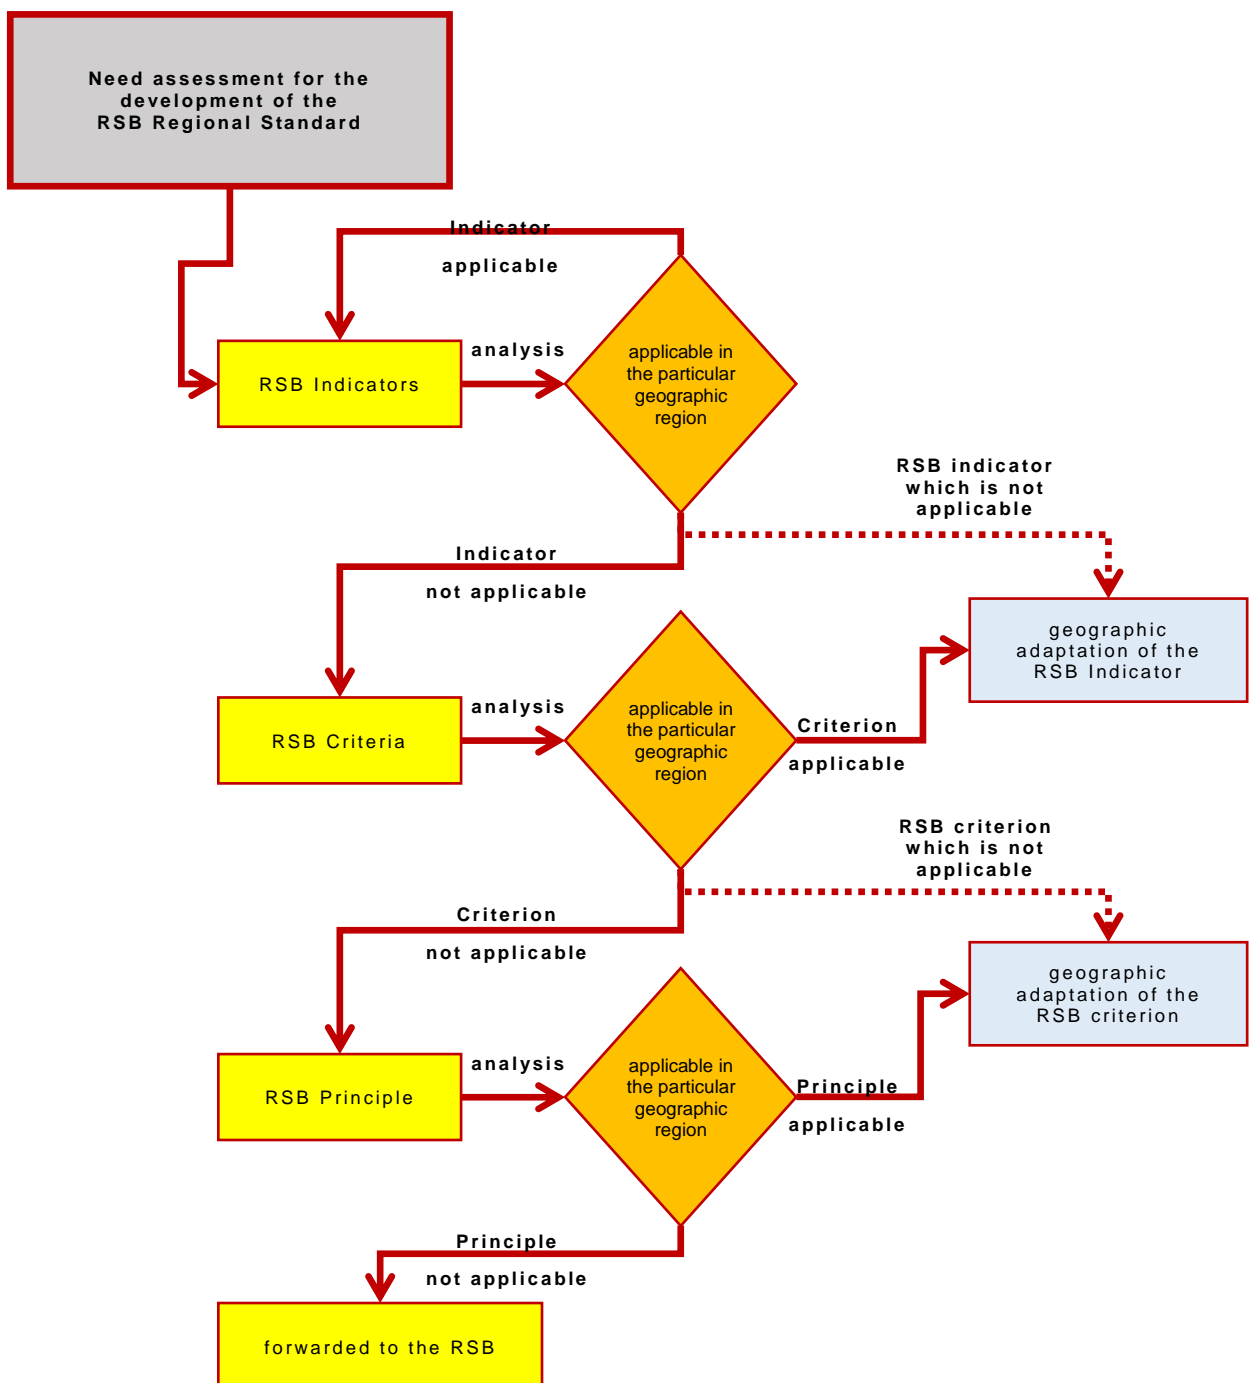 Need assessment for the
development of the
RSB Regional Standard
Indicator
applicable
RSB Indicators
analysis
applicable in
the particular
geographic
region
RSB indicator
which is not
applicable
Indicator
not applicable
geographic
adaptation of the
RSB Indicator
RSB Criteria
analysis
applicable in
the particular
geographic
region
Criterion
applicable
RSB criterion
which is not
applicable
Criterion
not applicable
geographic
adaptation of the
RSB criterion
RSB Principle
analysis
applicable in
the particular
geographic
region
Principle
applicable
Principle
not applicable
forwarded to the RSB